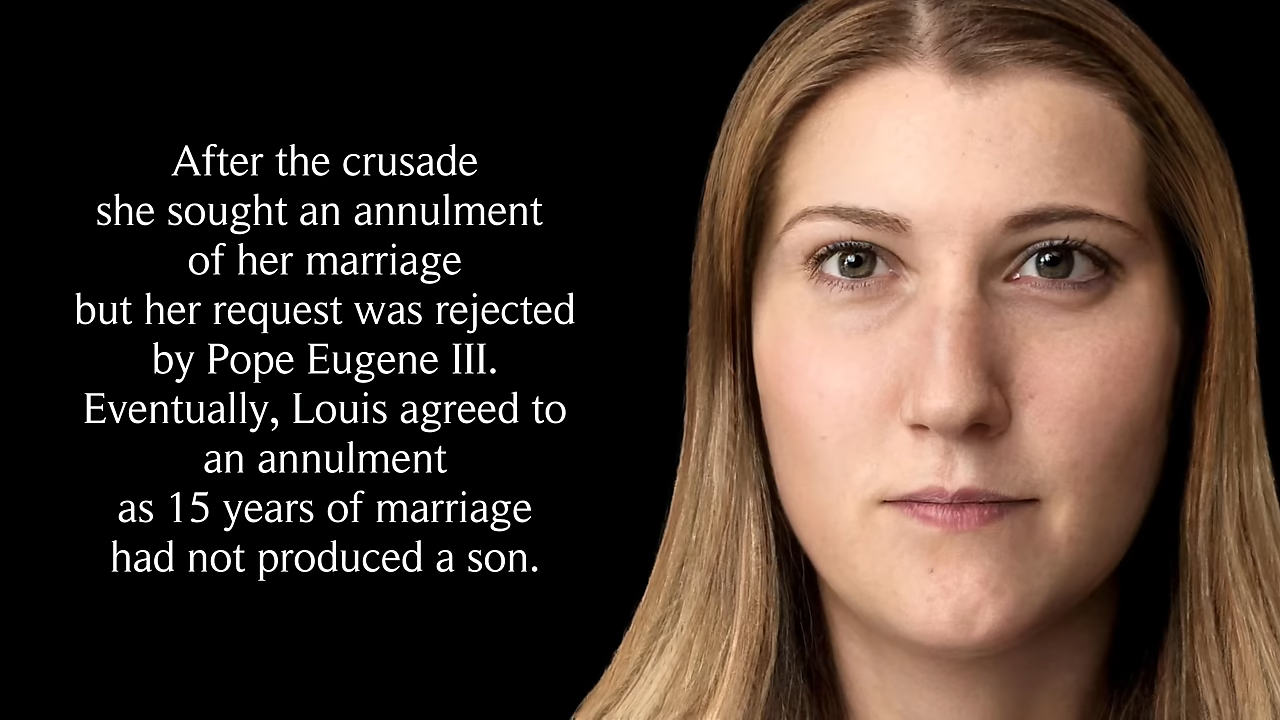 After the crusade
she sought an annulment
of her marriage
but her request was rejected
by Pope Eugene III.
Eventually, Louis agreed to
an annulment
as 15 years of marriage
had not produced a son.